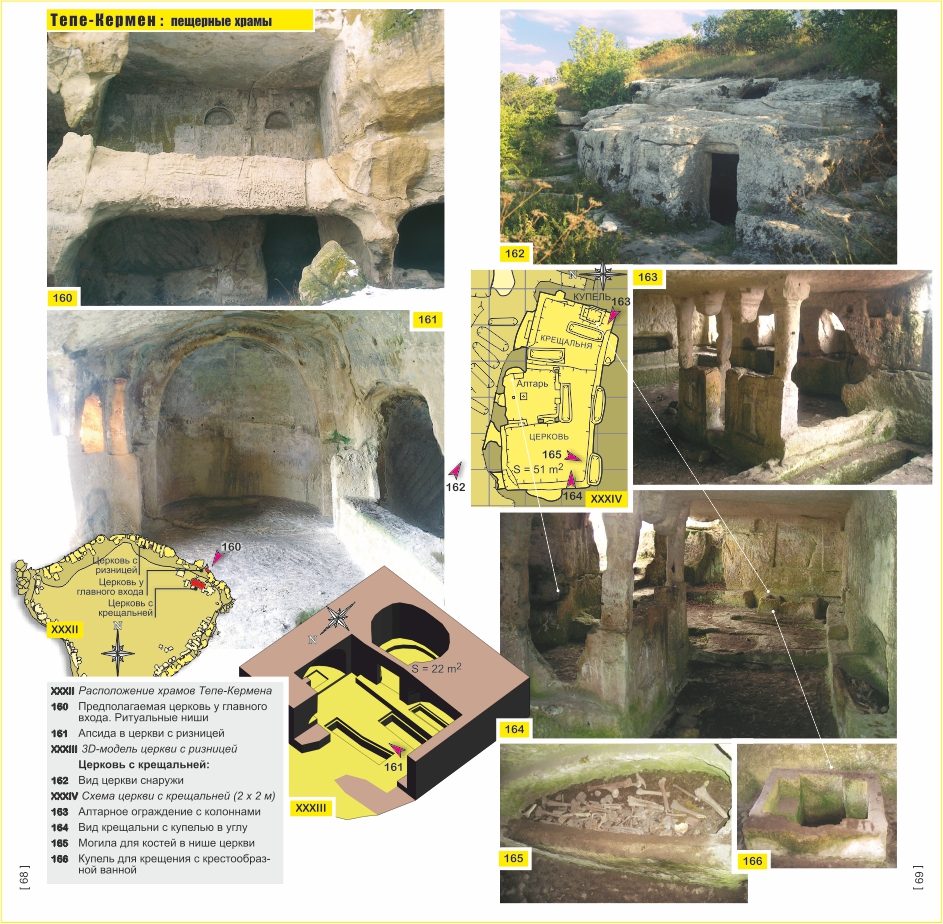 Тепе-Кермен : пещерные храмы
160
161
162
163
N
КУПЕЛЬ
163
КРЕЩАЛЬНЯ
Алтарь
ЦЕРКОВЬ
165
S = 51 m²
164
162
XXXIV
160
Церковь с
ризницей
Церковь у
главного входа
Церковь с
крещальней
XXXII
N
N
S = 22 m²
161
XXXIII
164
165
166
XXXII Расположение храмов Тепе-Кермена
160 Предполагаемая церковь у главного
входа. Ритуальные ниши
161 Апсида в церкви с ризницей
XXXIII 3D-модель церкви с ризницей
Церковь с крещальней:
162 Вид церкви снаружи
XXXIV Схема церкви с крещальней (2 x 2 м)
163 Алтарное ограждение с колоннами
164 Вид крещальни с купелью в углу
165 Могила для костей в нише церкви
166 Купель для крещения с крестообраз-
ной ванной
[ 68 ]
[ 69 ]